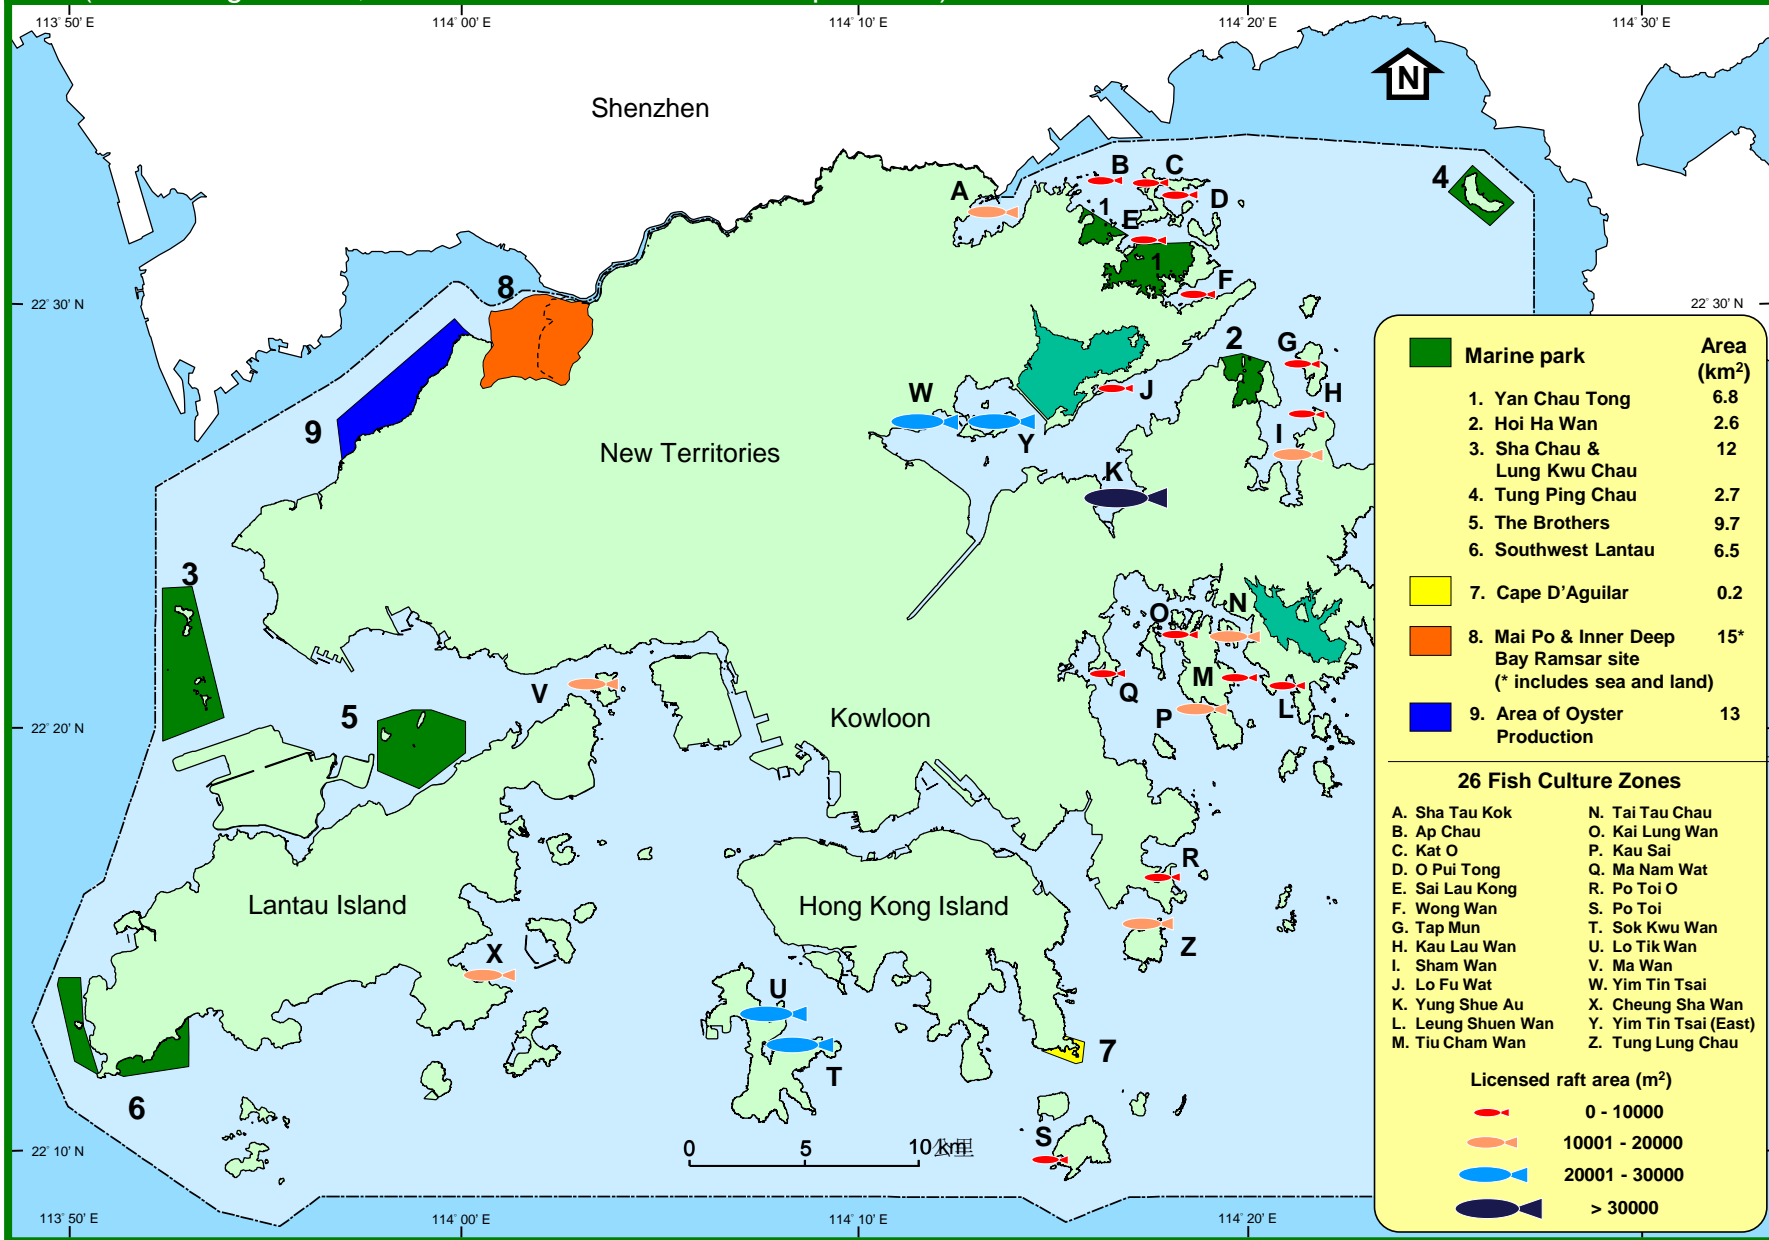 113° 50' E
114° 00' E
114° 10' E
114° 20' E
114° 30' E
N
Shenzhen
A
B
C
D
4
1
E
1
F
8
22° 30' N
22° 30' N
2
G
H
J
W
Y
I
9
New Territories
K
3
O
N
M
Q
L
P
V
5
Kowloon
22° 20' N
R
Z
Lantau Island
Hong Kong Island
X
U
T
7
6
S
22° 10' N
0 5 10 km
公里
113° 50' E
114° 00' E
114° 10' E
114° 20' E
Marine park Area (km²)
1. Yan Chau Tong 6.8
2. Hoi Ha Wan 2.6
3. Sha Chau & 12
Lung Kwu Chau
4. Tung Ping Chau 2.7
5. The Brothers 9.7
6. Southwest Lantau 6.5
7. Cape D'Aguilar 0.2
8. Mai Po & Inner Deep 15*
Bay Ramsar site
(* includes sea and land)
9. Area of Oyster 13
Production
26 Fish Culture Zones
A. Sha Tau Kok
B. Ap Chau
C. Kat O
D. O Pui Tong
E. Sai Lau Kong
F. Wong Wan
G. Tap Mun
H. Kau Lau Wan
I. Sham Wan
J. Lo Fu Wat
K. Yung Shue Au
L. Leung Shuen Wan
M. Tiu Cham Wan
N. Tai Tau Chau
O. Kai Lung Wan
P. Kau Sai
Q. Ma Nam Wat
R. Po Toi O
S. Po Toi
T. Sok Kwu Wan
U. Lo Tik Wan
V. Ma Wan
W. Yim Tin Tsai
X. Cheung Sha Wan
Y. Yim Tin Tsai (East)
Z. Tung Lung Chau
Licensed raft area (m²)
0 - 10000
10001 - 20000
20001 - 30000
> 30000